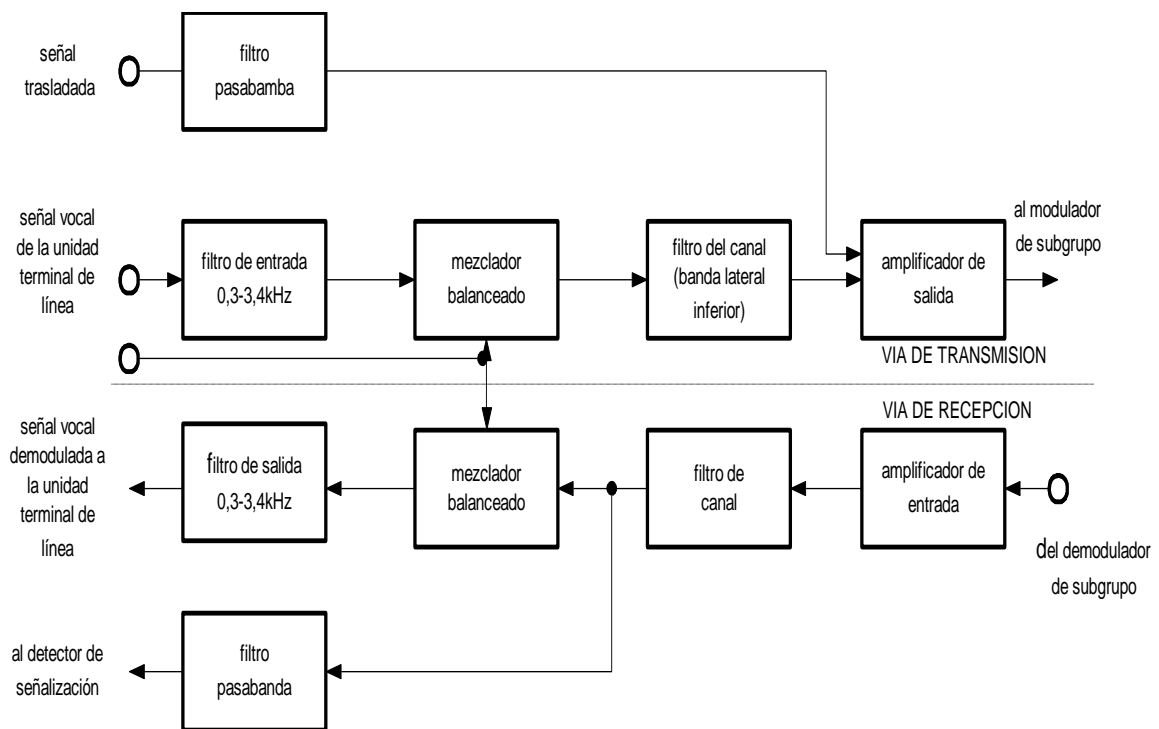 señal
trasladada
filtro
pasabamba
señal vocal
de la unidad
terminal de
línea
filtro de entrada
0,3-3,4kHz
mezclador
balanceado
filtro del canal
(banda lateral
inferior)
amplificador de
salida
al modulador
de subgrupo
VIA DE TRANSMISION
VIA DE RECEPCION
señal vocal
demodulada a
la unidad
terminal de
línea
filtro de salida
0,3-3,4kHz
mezclador
balanceado
filtro de
canal
amplificador de
entrada
del demodulador
de subgrupo
al detector de
señalización
filtro
pasabanda